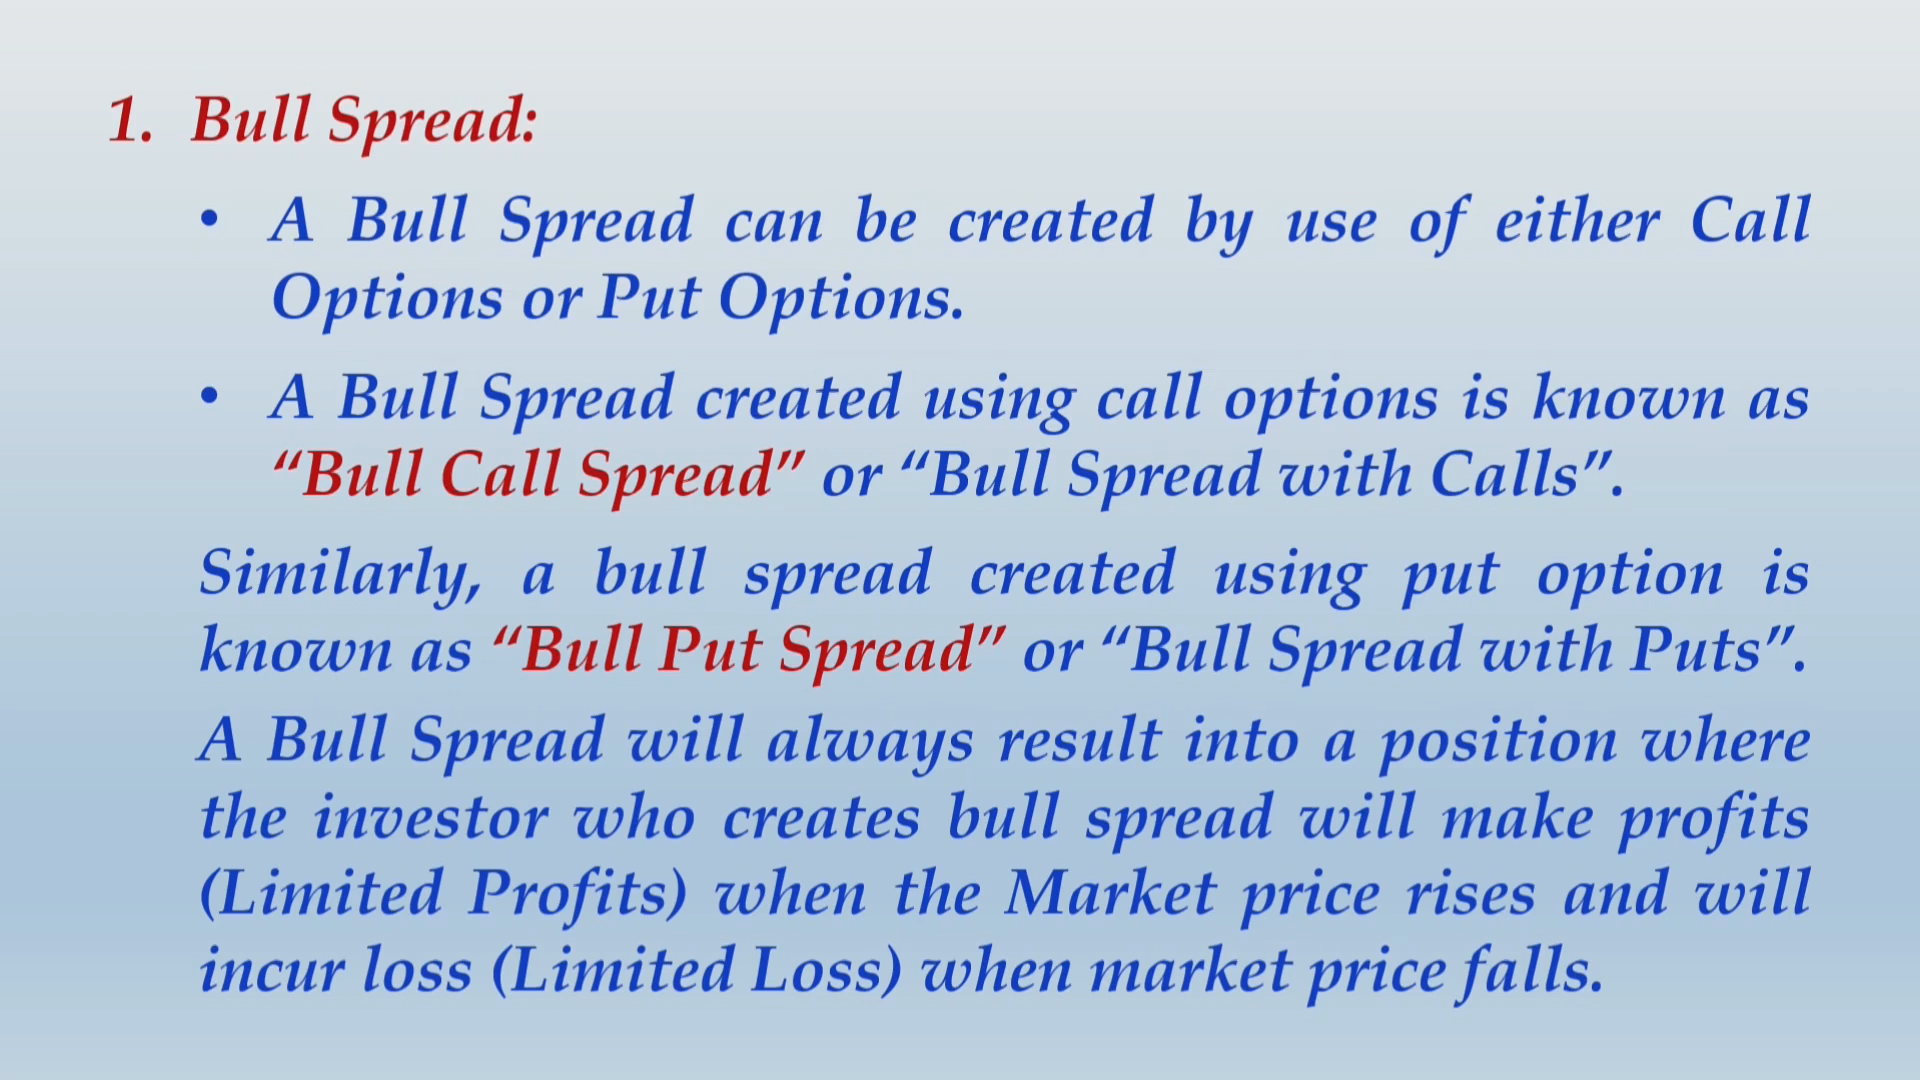 1. Bull Spread:
• A Bull Spread can be created by use of either Call
Options or Put Options.
• A Bull Spread created using call options is known as
“Bull Call Spread” or “Bull Spread with Calls”.
Similarly, a bull spread created using put option is
known as “Bull Put Spread” or “Bull Spread with Puts”.
A Bull Spread will always result into a position where
the investor who creates bull spread will make profits
(Limited Profits) when the Market price rises and will
incur loss (Limited Loss) when market price falls.